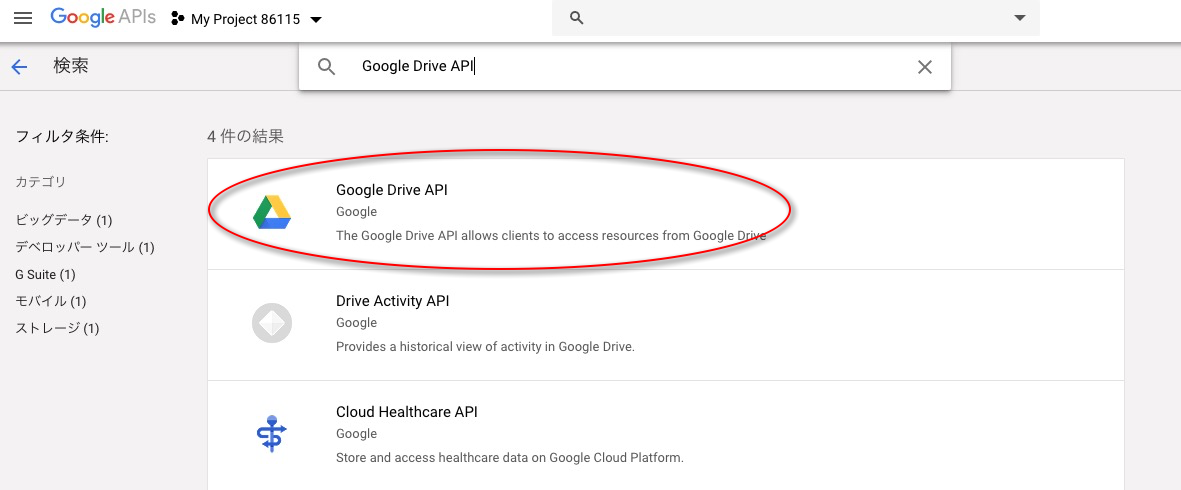 Google APIs My Project 86115
検索
Google Drive API
フィルタ条件:
カテゴリ
ビッグデータ (1)
デベロッパー ツール (1)
G Suite (1)
モバイル (1)
ストレージ (1)
4 件の結果
Google Drive API
Google
The Google Drive API allows clients to access resources from Google Drive
Drive Activity API
Google
Provides a historical view of activity in Google Drive.
Cloud Healthcare API
Google
Store and access healthcare data on Google Cloud Platform.